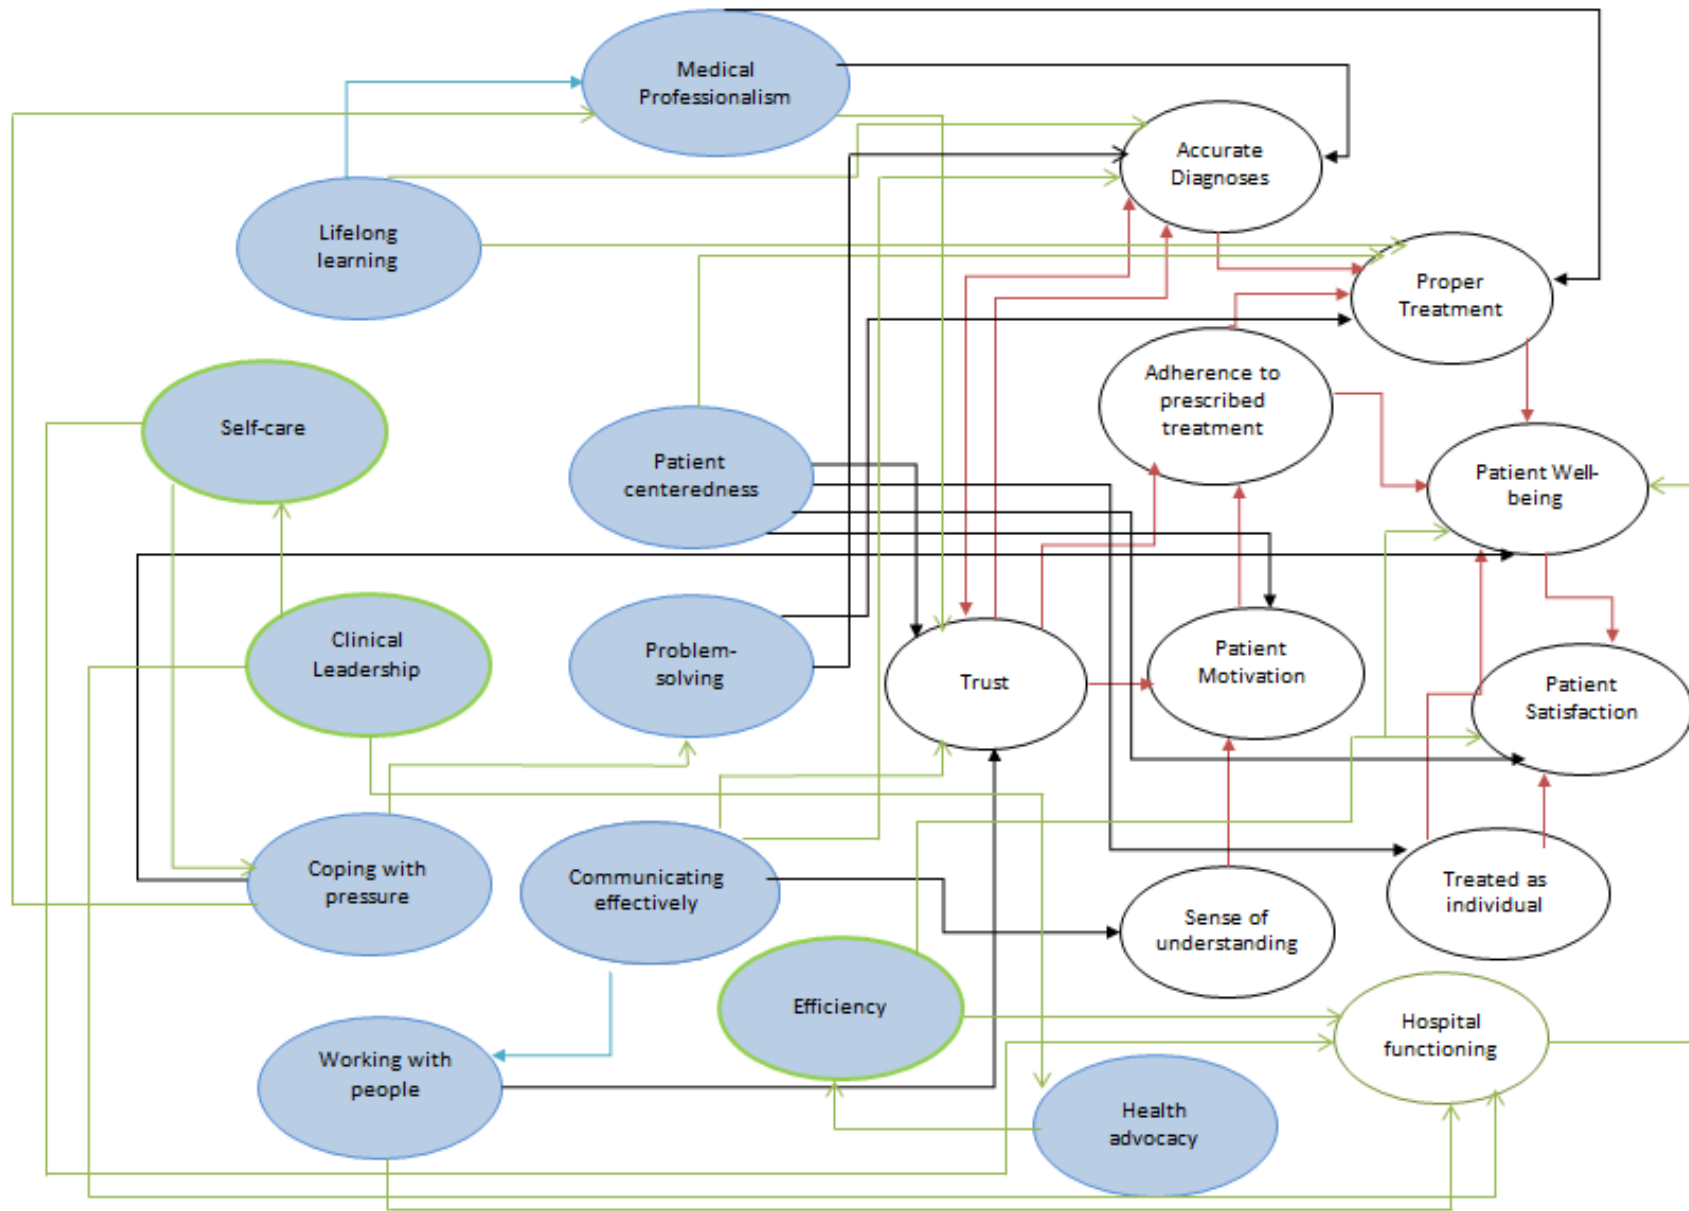 Medical
Professionalism
Accurate
Diagnoses
Lifelong
learning
Proper
Treatment
Adherence to
prescribed
treatment
Self-care
Patient
centeredness
Patient Well-
being
Clinical
Leadership
Problem-
solving
Trust
Patient
Motivation
Patient
Satisfaction
Coping with
pressure
Communicating
effectively
Treated as
individual
Sense of
understanding
Efficiency
Hospital
functioning
Working with
people
Health
advocacy